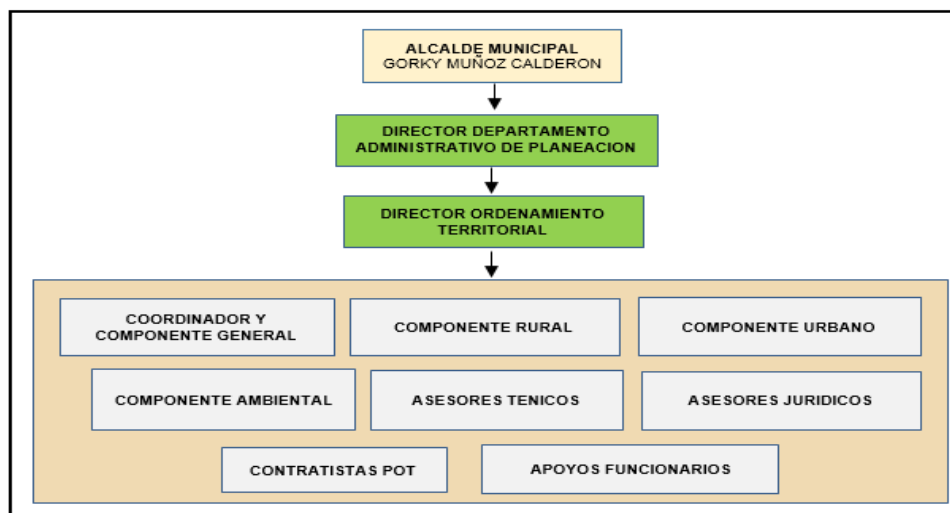 ALCALDE MUNICIPAL
GORKY MUÑOZ CALDERON
DIRECTOR DEPARTAMENTO
ADMINISTRATIVO DE PLANEACION
DIRECTOR ORDENAMIENTO
TERRITORIAL
COORDINADOR Y
COMPONENTE GENERAL
COMPONENTE RURAL
COMPONENTE URBANO
COMPONENTE AMBIENTAL
ASESORES TENICOS
ASESORES JURIDICOS
CONTRATISTAS POT
APOYOS FUNCIONARIOS